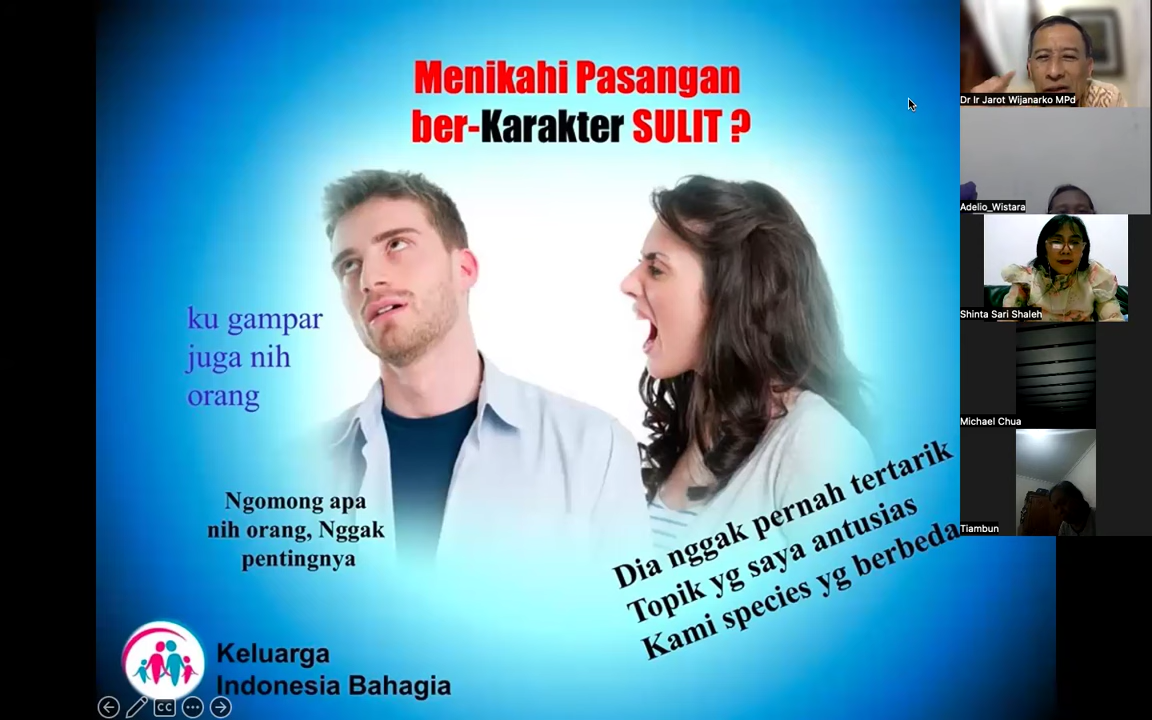 Menikahi Pasangan
ber-Karakter SULIT ?
ku gampar
juga nih
orang
Ngomong apa
nih orang, Nggak
pentingnya
Dia nggak pernah tertarik
Topik yg saya antusias
Kami species yg berbeda
Keluarga
Indonesia Bahagia
CC
Dr Ir Jarot Wijanarko MPd
Adelio_Wistara
Shinta Sari Shaleh
Michael Chua
Tiambun